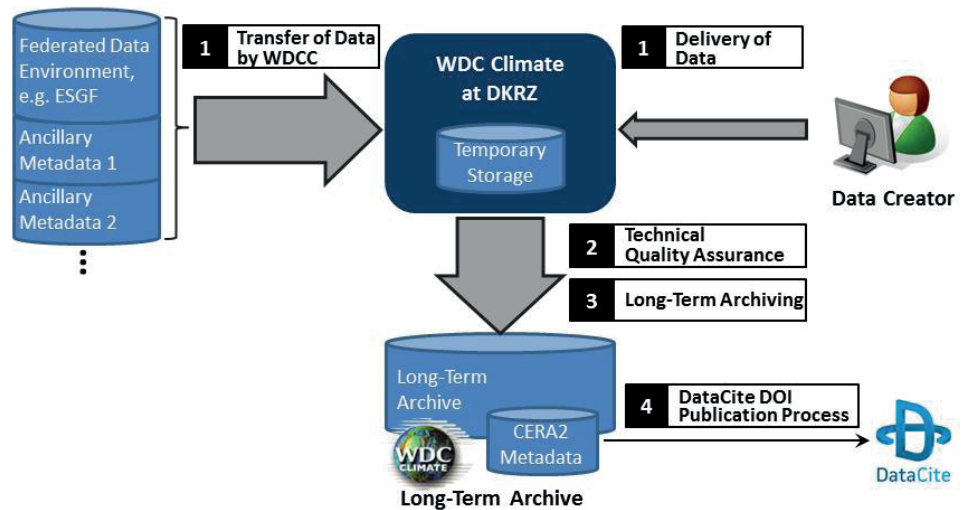 Federated Data
Environment,
e.g. ESGF
Ancillary
Metadata 1
Ancillary
Metadata 2
1 Transfer of Data
by WDCC
WDC Climate
at DKRZ
Temporary
Storage
1 Delivery of
Data
Data Creator
2 Technical
Quality Assurance
3 Long-Term Archiving
Long-Term
Archive
WDC
CLIMATE
CERA2
Metadata
Long-Term Archive
4 DataCite DOI
Publication Process
DataCite